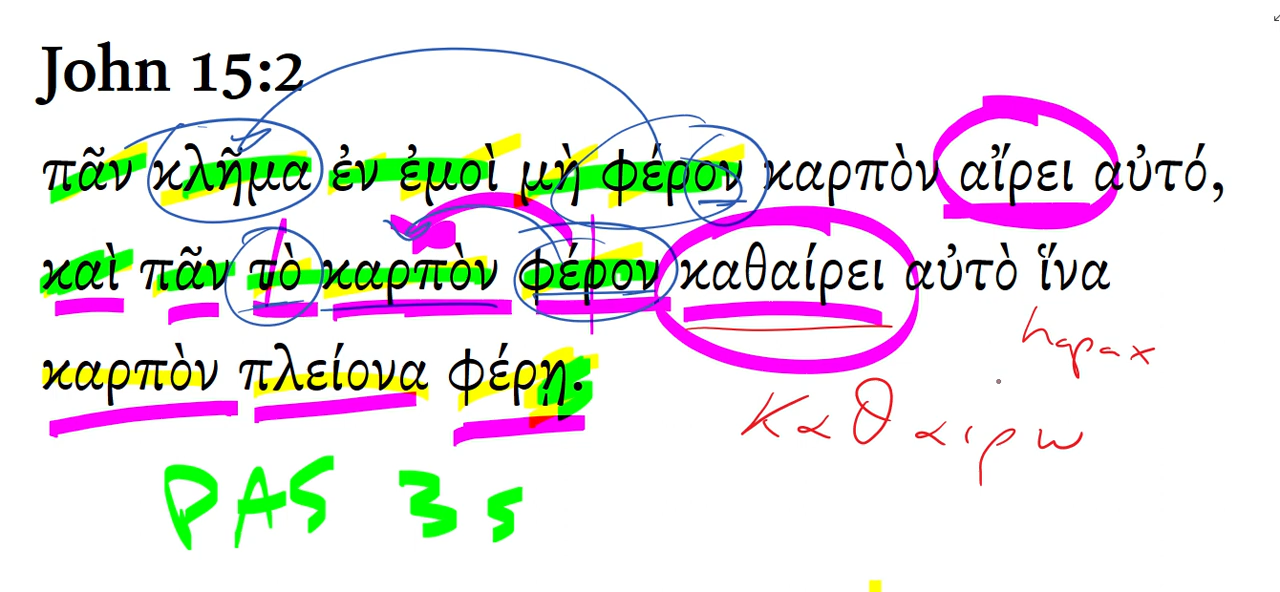 John 15:2
πᾶν κλῆμα ἐν ἐμοὶ μὴ φέρον καρπὸν αἴρει αὐτό,
καὶ πᾶν τὸ καρπὸν φέρον καθαίρει αὐτὸ ἵνα
hapax
καρπὸν πλείονα φέρῃ.
καθαιρω
PAS 3s